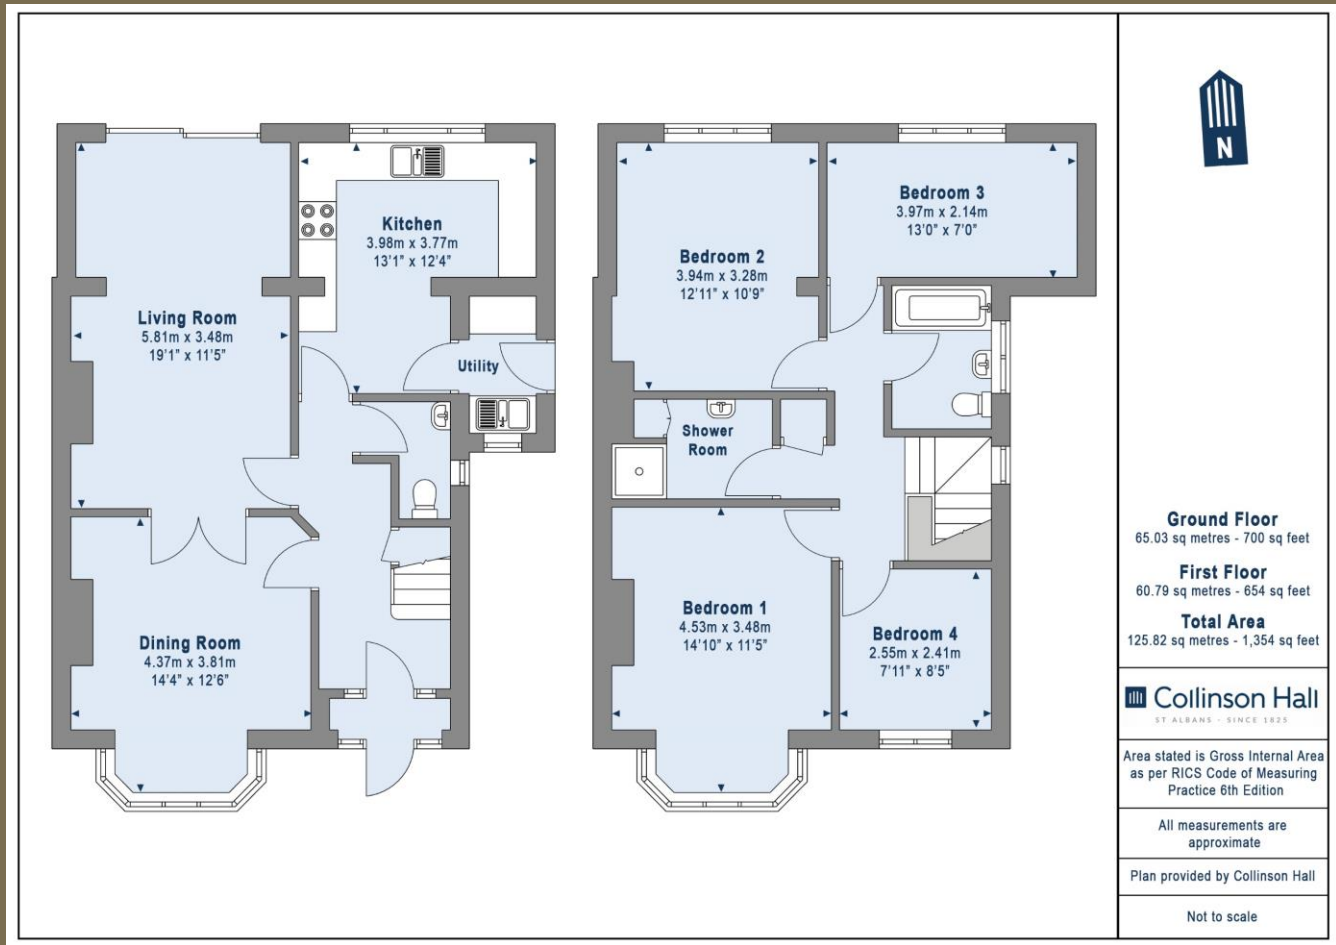 Living Room
5.81m x 3.48m
19'1" x 11'5"
Kitchen
3.98m x 3.77m
13'1" x 12'4"
Utility
Dining Room
4.37m x 3.81m
14'4" x 12'6"
Bedroom 2
3.94m x 3.28m
12'11" x 10'9"
Bedroom 3
3.97m x 2.14m
13'0" x 7'0"
Shower
Room
Bedroom 1
4.53m x 3.48m
14'10" x 11'5"
Bedroom 4
2.55m x 2.41m
7'11" x 8'5"
N
Ground Floor
65.03 sq metres - 700 sq feet
First Floor
60.79 sq metres - 654 sq feet
Total Area
125.82 sq metres - 1,354 sq feet
Collinson Hall
ST ALBANS - SINCE 1825
Area stated is Gross Internal Area
as per RICS Code of Measuring
Practice 6th Edition
All measurements are
approximate
Plan provided by Collinson Hall
Not to scale